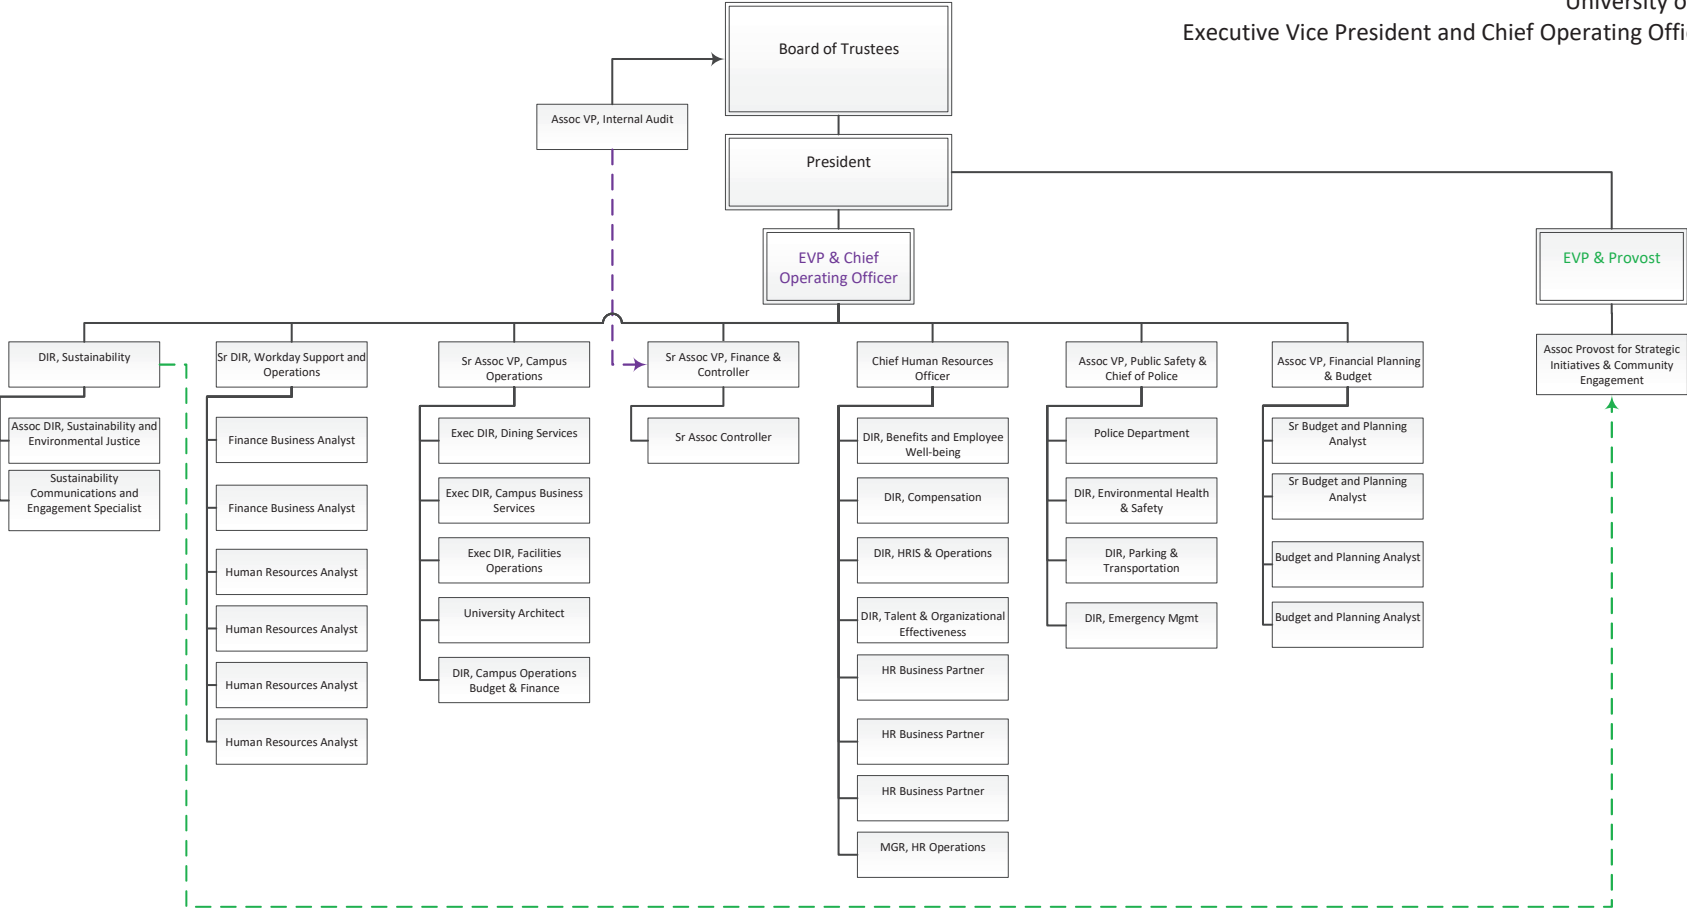 University o
Executive Vice President and Chief Operating Offi
Board of Trustees
Assoc VP, Internal Audit
President
EVP & Chief
Operating Officer
EVP & Provost
DIR, Sustainability
Sr DIR, Workday Support and
Operations
Sr Assoc VP, Campus
Operations
Sr Assoc VP, Finance &
Controller
Chief Human Resources
Officer
Assoc VP, Public Safety &
Chief of Police
Assoc VP, Financial Planning
& Budget
Assoc Provost for Strategic
Initiatives & Community
Engagement
Assoc DIR, Sustainability and
Environmental Justice
Sustainability
Communications and
Engagement Specialist
Finance Business Analyst
Finance Business Analyst
Human Resources Analyst
Human Resources Analyst
Human Resources Analyst
Human Resources Analyst
Exec DIR, Dining Services
Exec DIR, Campus Business
Services
Exec DIR, Facilities
Operations
University Architect
DIR, Campus Operations
Budget & Finance
Sr Assoc Controller
DIR, Benefits and Employee
Well-being
DIR, Compensation
DIR, HRIS & Operations
DIR, Talent & Organizational
Effectiveness
HR Business Partner
HR Business Partner
HR Business Partner
MGR, HR Operations
Police Department
DIR, Environmental Health
& Safety
DIR, Parking &
Transportation
DIR, Emergency Mgmt
Sr Budget and Planning
Analyst
Sr Budget and Planning
Analyst
Budget and Planning Analyst
Budget and Planning Analyst